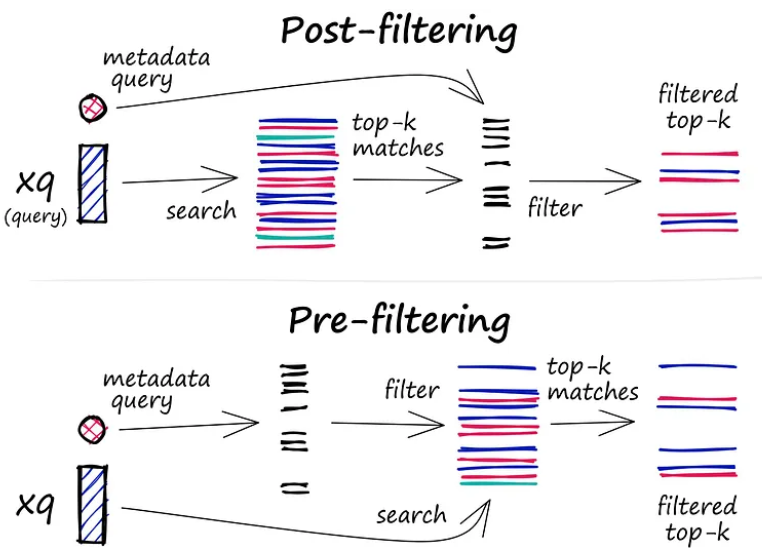 Post-filtering
metadata
query
xq
(query)
search
top-k
matches
filter
filtered
top-k
Pre-filtering
metadata
query
xq
filter
search
top-k
matches
filtered
top-k